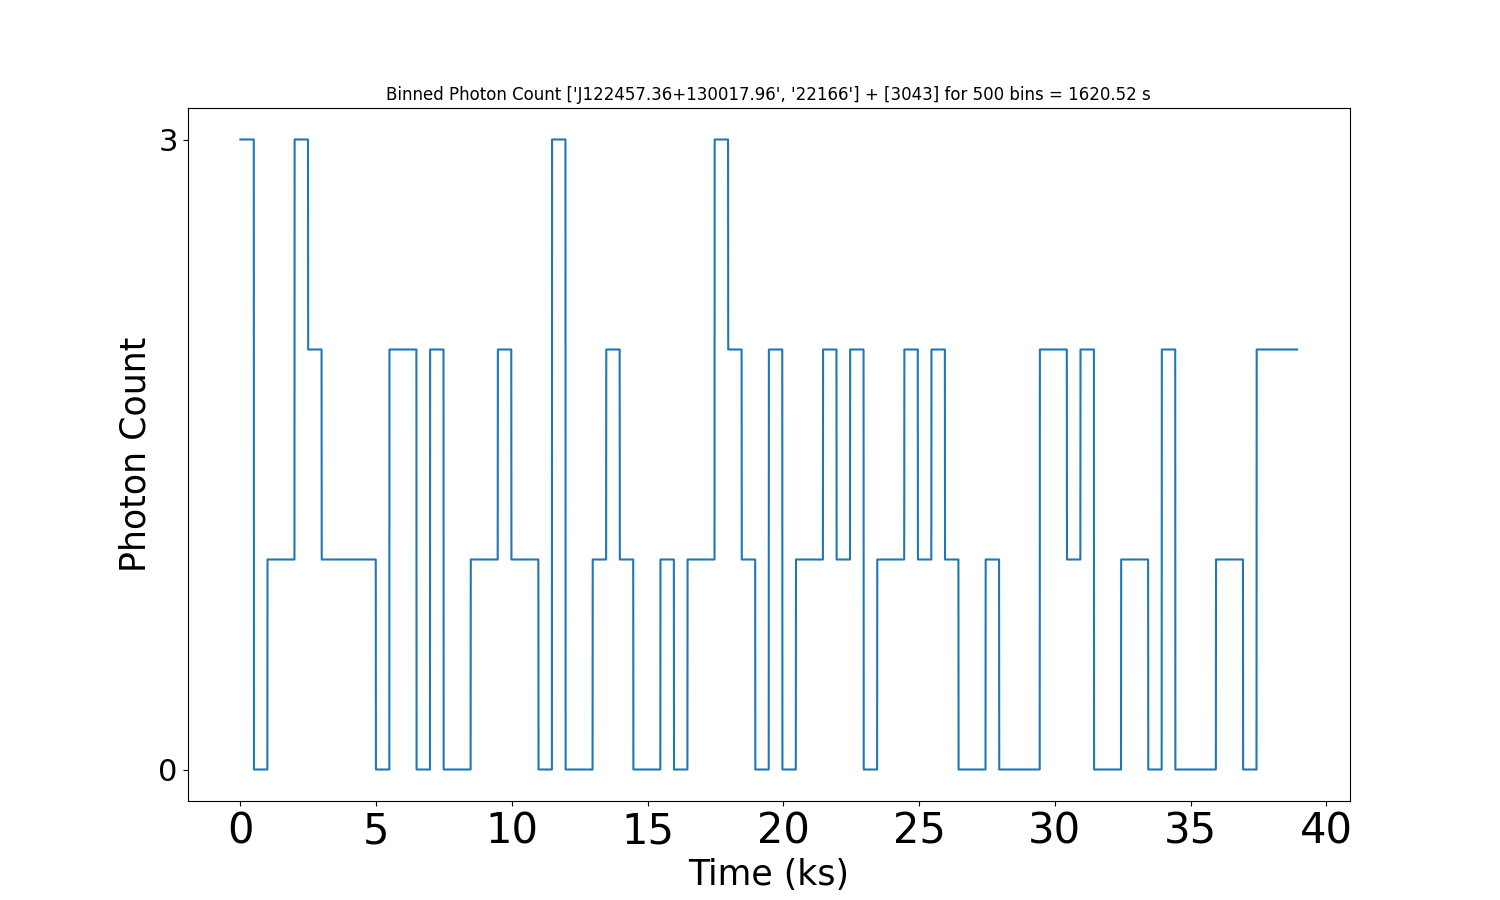 Binned Photon Count ['J122457.36+130017.96', '22166'] + [3043] for 500 bins = 1620.52 s
3
Photon Count
0
0 5 10 15 20 25 30 35 40
Time (ks)